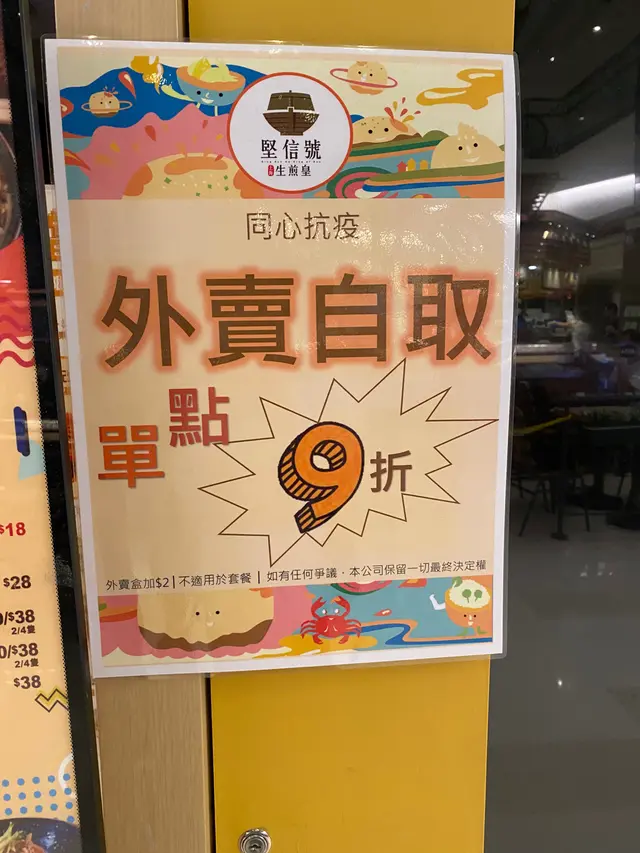 堅信號
生煎皇
同心抗疫
外賣自取
單點
9折
外賣盒加$2|不適用於套餐|如有任何爭議，本公司保留一切最終決定權
$18
$28
0/$38
2/4隻
0/$38
2/4隻
$38